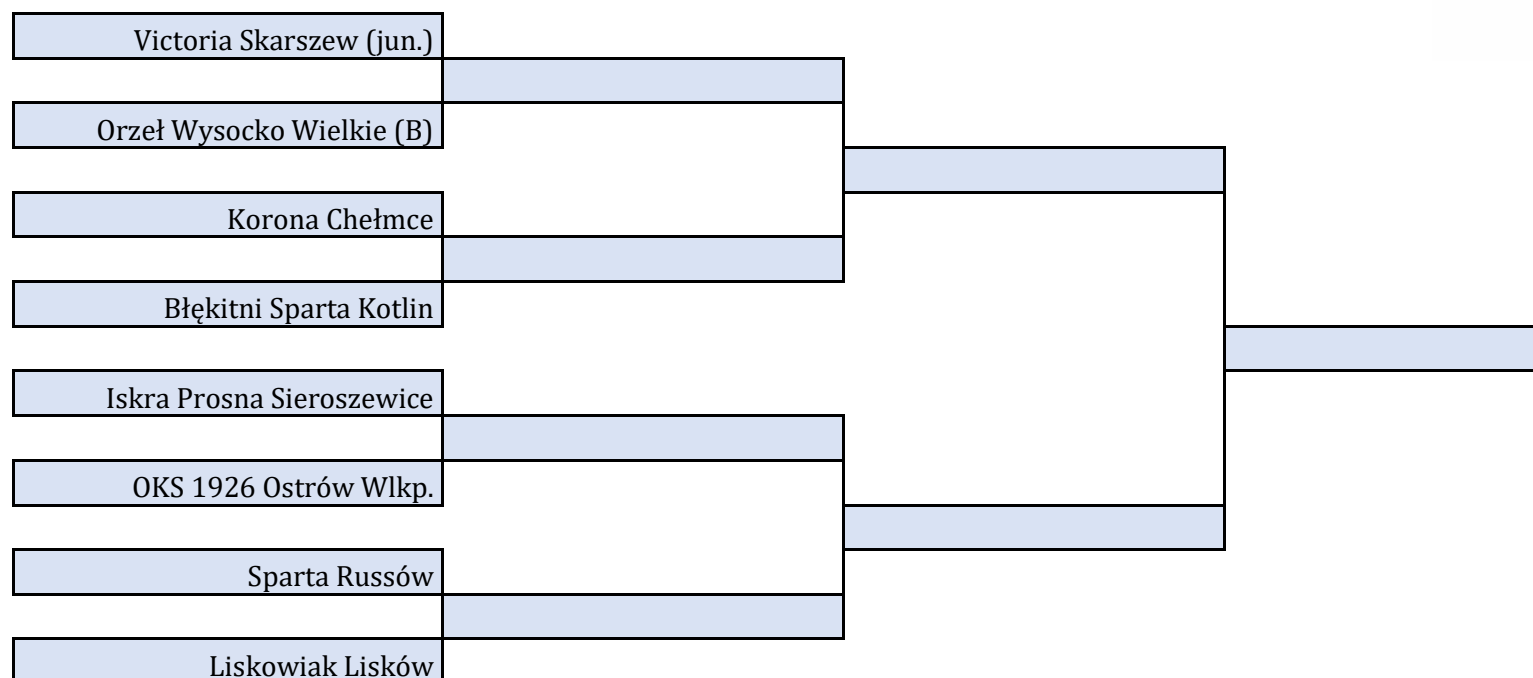 Victoria Skarszew (jun.)
Orzeł Wysocko Wielkie (B)
Korona Chełmce
Błękitni Sparta Kotlin
Iskra Prosna Sieroszewice
OKS 1926 Ostrów Wlkp.
Sparta Russów
Liskowiak Lisków